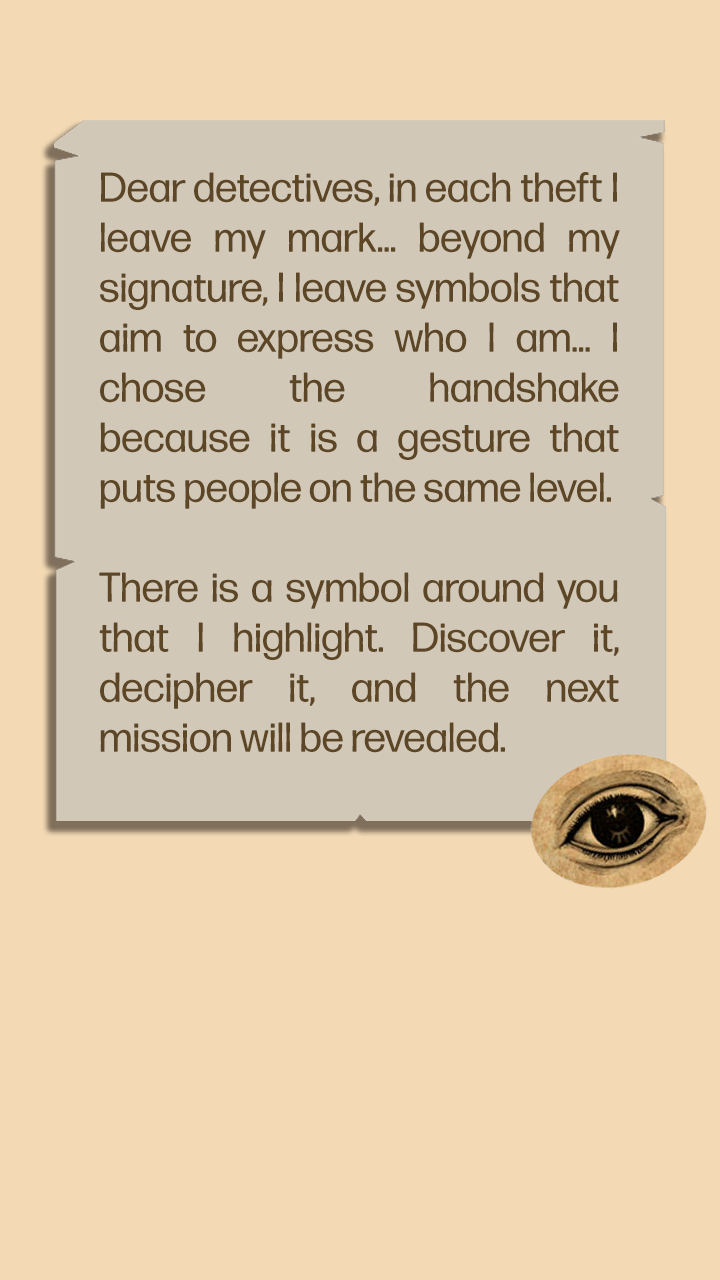 Dear detectives, in each theft I
leave my mark... beyond my
signature, I leave symbols that
aim to express who I am... I
chose the handshake
because it is a gesture that
puts people on the same level.
There is a symbol around you
that I highlight. Discover it,
decipher it, and the next
mission will be revealed.